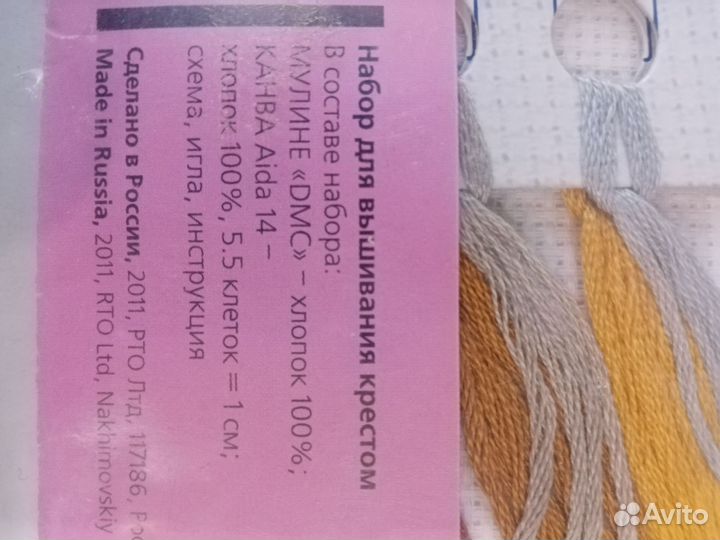 Набор для вышивания крестом
В составе набора:
МУЛИНЕ «DMC» – хлопок 100%;
КАНВА Aida 14 –
хлопок 100%, 5.5 клеток = 1 см;
схема, игла, инструкция
Сделано в России, 2011, РТО Лтд, 117186, Рос
Made in Russia, 2011, RTO Ltd, Nakhimovskiy
Avito